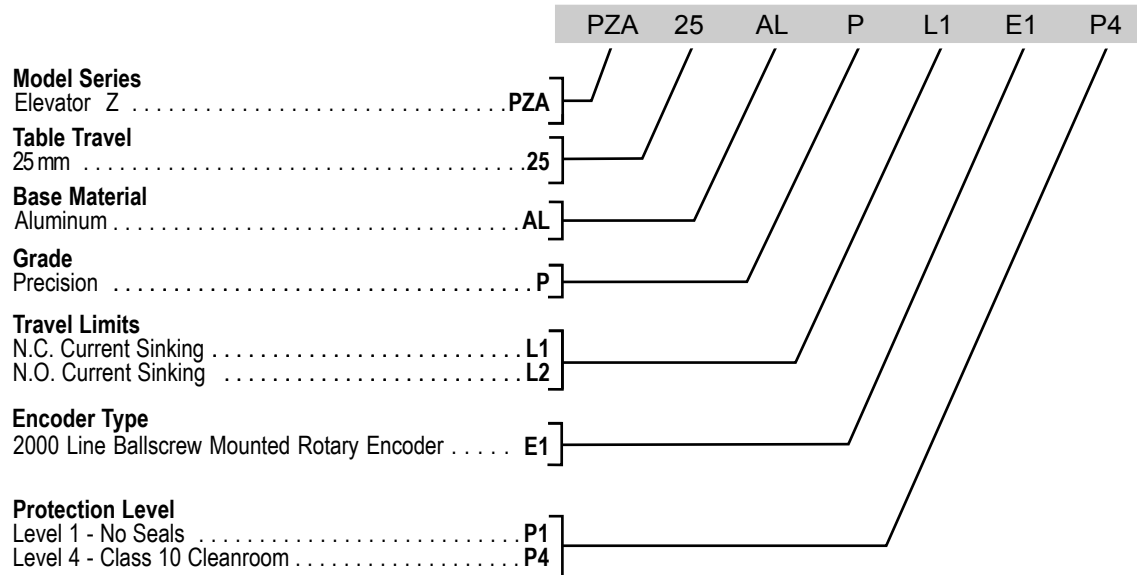 PZA 25 AL P L1 E1 P4
Model Series
Elevator Z . . . . . . . . . . . . . . . . . . . . . . . . . . . . . . . PZA
Table Travel
25 mm . . . . . . . . . . . . . . . . . . . . . . . . . . . . . . . . . . . . 25
Base Material
Aluminum . . . . . . . . . . . . . . . . . . . . . . . . . . . . . . . . . . AL
Grade
Precision . . . . . . . . . . . . . . . . . . . . . . . . . . . . . . . . . . . P
Travel Limits
N.C. Current Sinking . . . . . . . . . . . . . . . . . . . . . . . . . . L1
N.O. Current Sinking . . . . . . . . . . . . . . . . . . . . . . . . . L2
Encoder Type
2000 Line Ballscrew Mounted Rotary Encoder . . . . . E1
Protection Level
Level 1 - No Seals . . . . . . . . . . . . . . . . . . . . . . . . . . . P1
Level 4 - Class 10 Cleanroom . . . . . . . . . . . . . . . . . . . P4